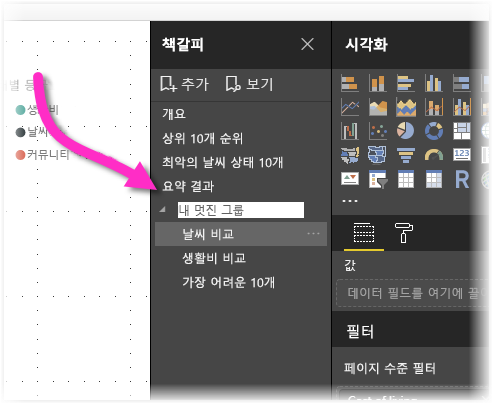 책갈피
시각화
추가
보기
별 등
생활비
날씨
커뮤니티
개요
상위 10개 순위
최악의 날씨 상태 10개
요약 결과
내 멋진 그룹
날씨 비교
생활비 비교
가장 어려운 10개
123
R
값
데이터 필드를 여기에
필터
페이지 수준 필터
Cost of living